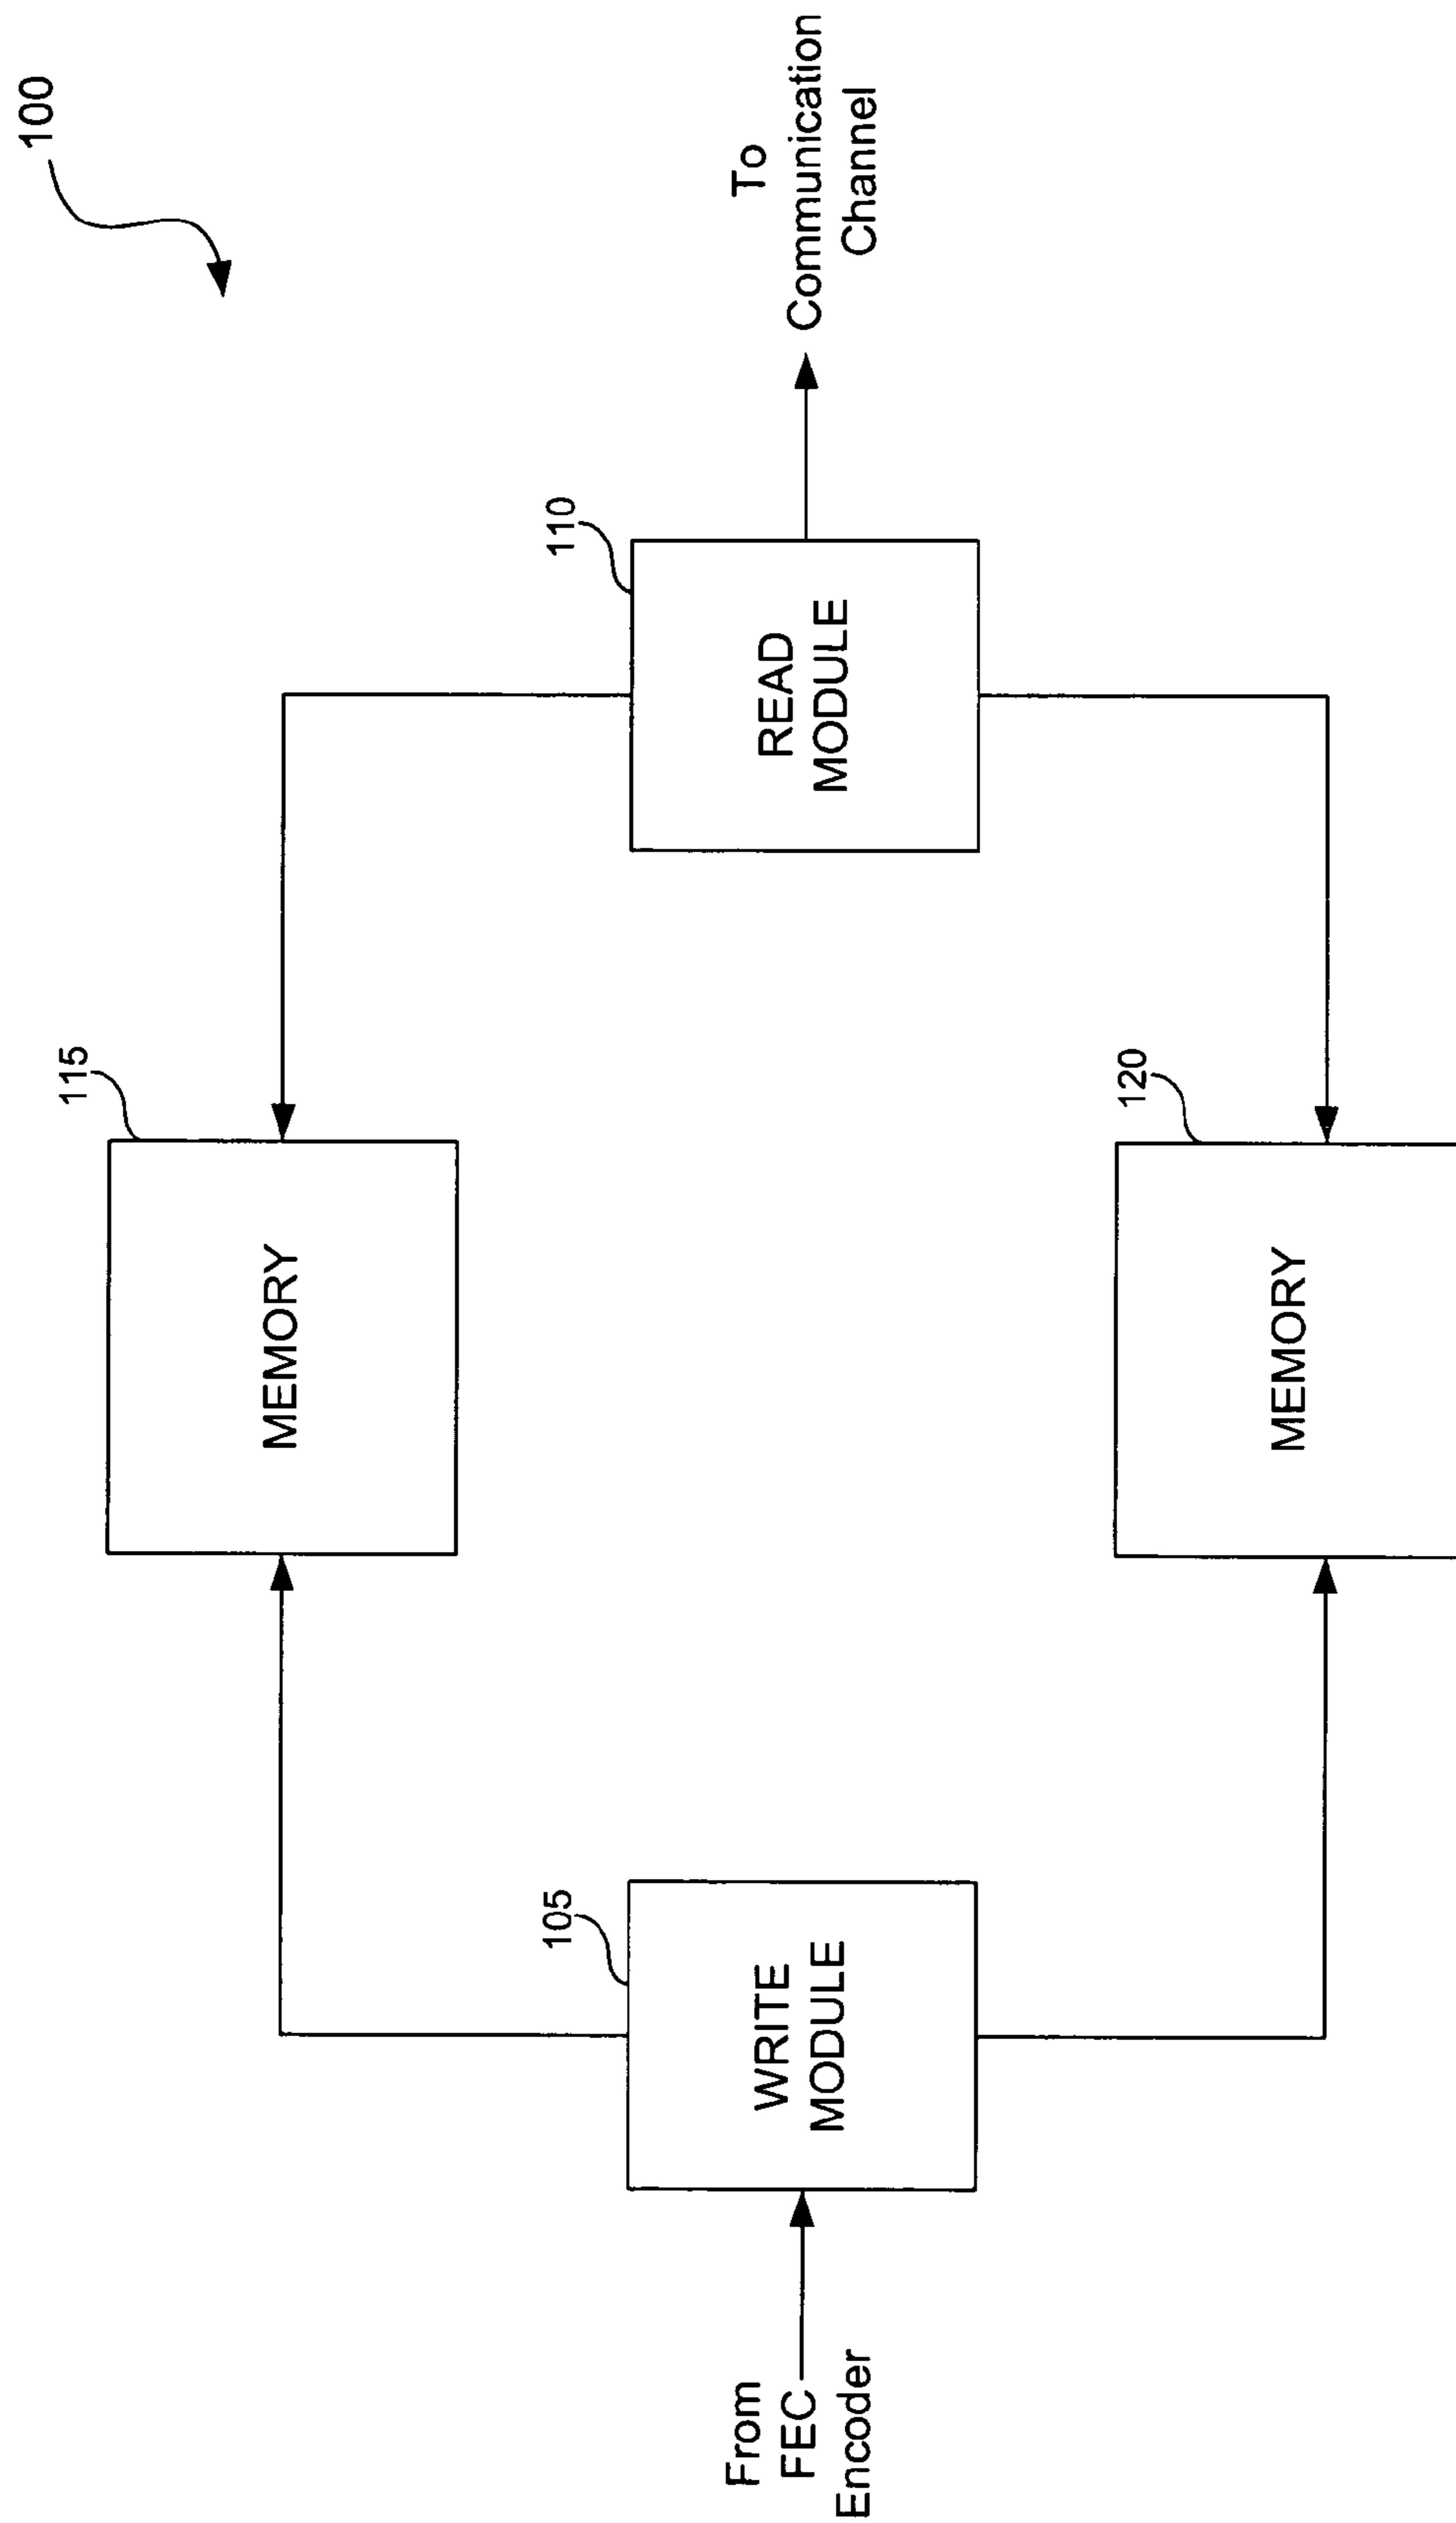 100
115
MEMORY
110
READ
MODULE
To
Communication
Channel
105
WRITE
MODULE
From
FEC
Encoder
120
MEMORY